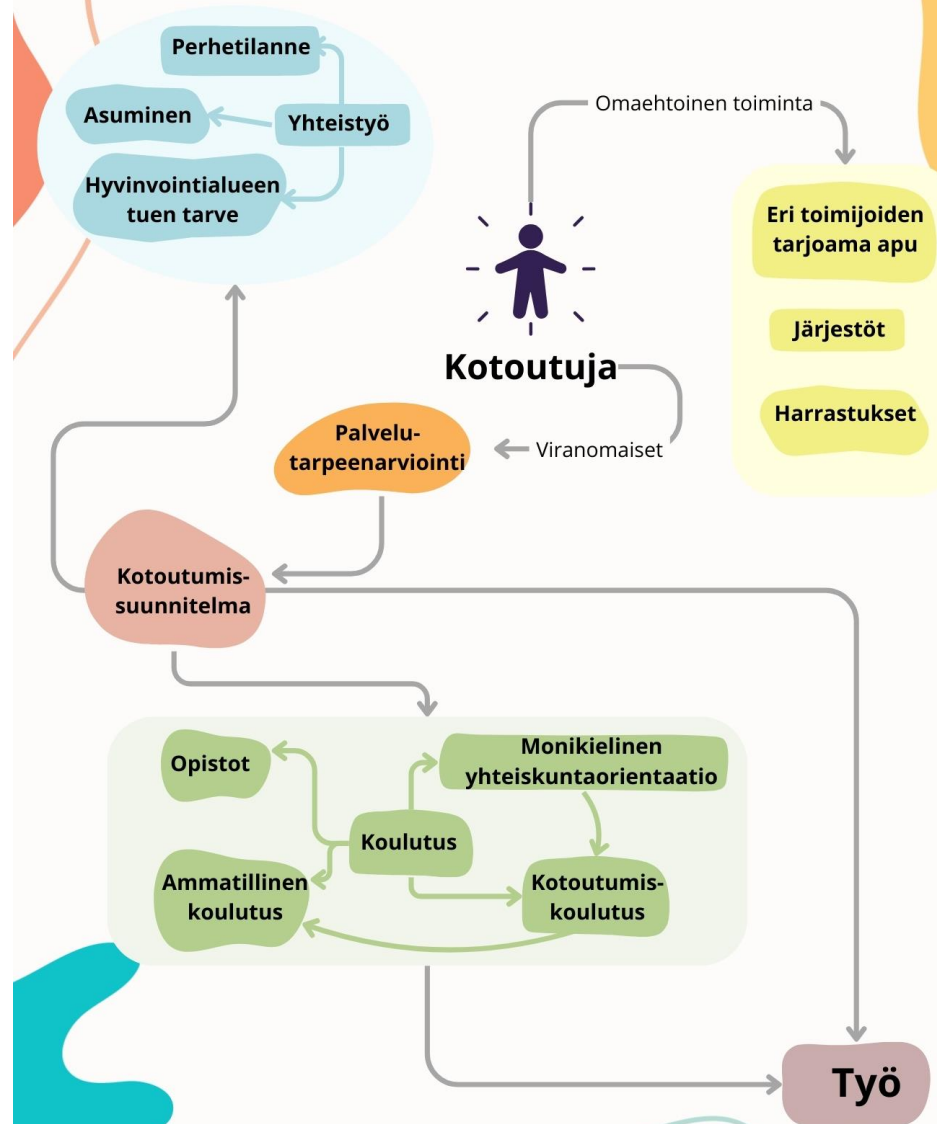 Perhetilanne
Asuminen
Yhteistyö
Hyvinvointialueen
tuen tarve
Omaehtoinen toiminta
Eri toimijoiden
tarjoama apu
Järjestöt
Harrastukset
Kotoutuja
Viranomaiset
Palvelu-
tarpeenarviointi
Kotoutumis-
suunnitelma
Opistot
Monikielinen
yhteiskuntaorientaatio
Koulutus
Ammatillinen
koulutus
Kotoutumis-
koulutus
Työ